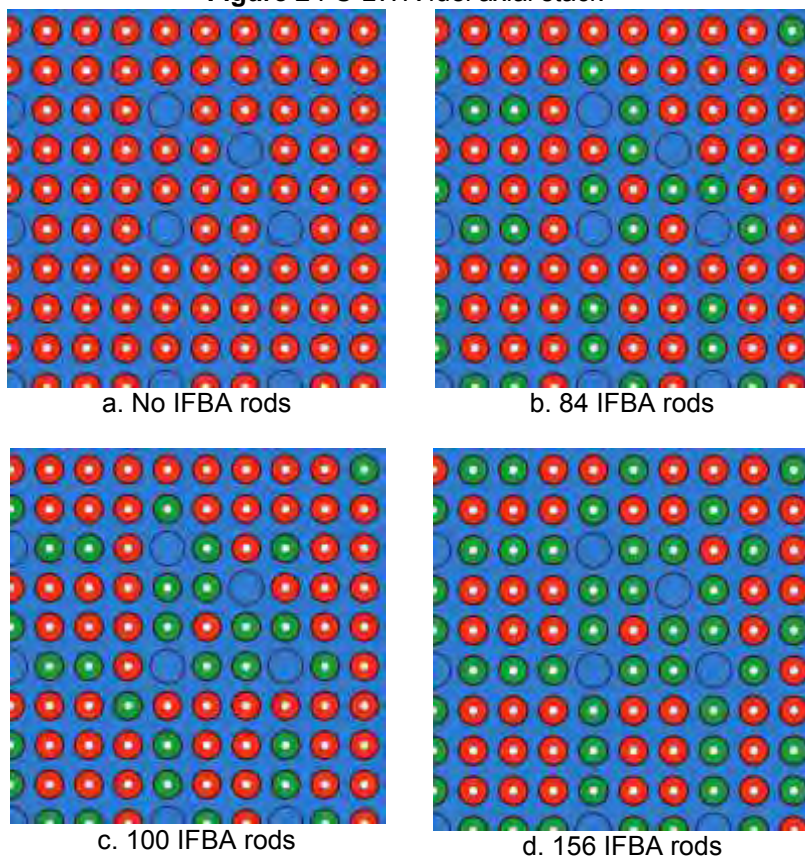 a. No IFBA rods
b. 84 IFBA rods
c. 100 IFBA rods
d. 156 IFBA rods